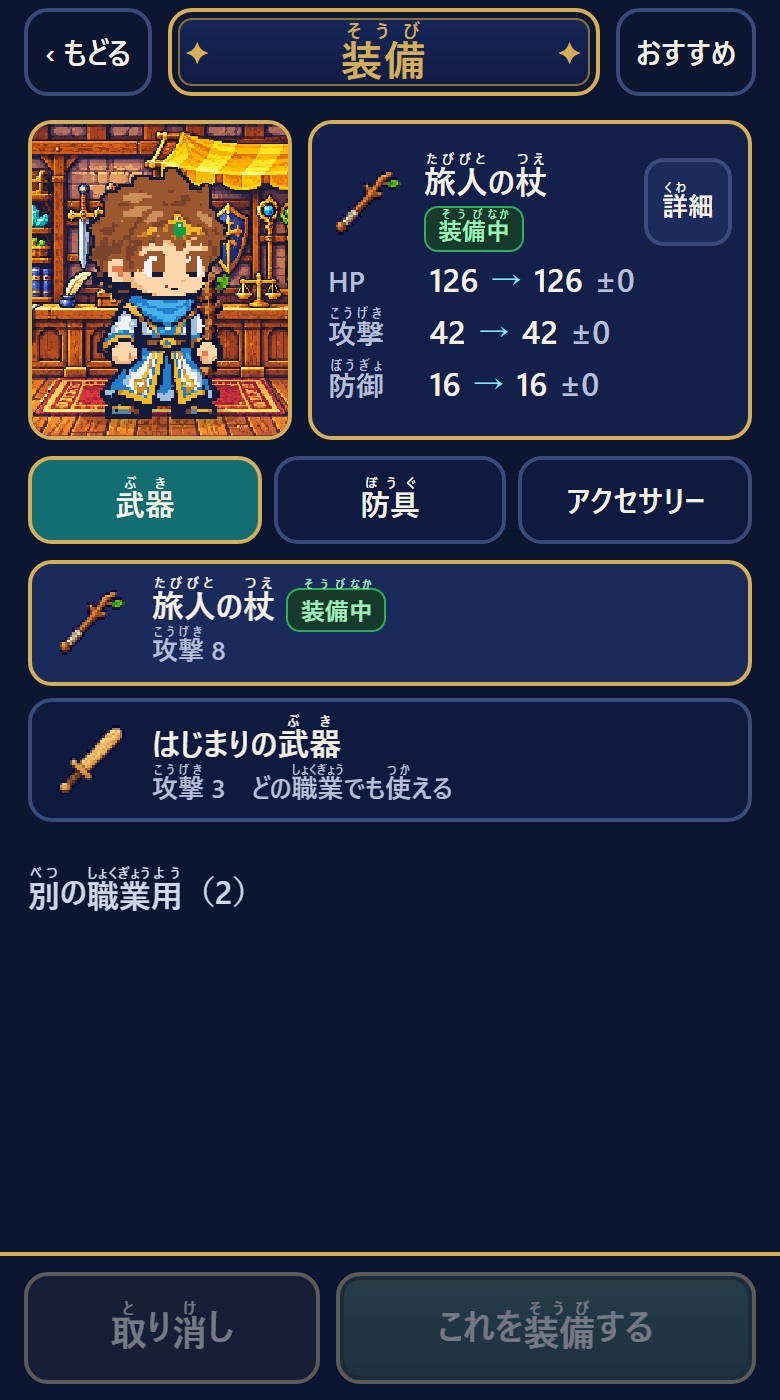 ‹ もどる
そうび
装備
おすすめ
たびびと つえ
旅人の杖
そうびなか
装備中
くわ
詳細
HP 126 → 126 ±0
こうげき
攻撃 42 → 42 ±0
ぼうぎょ
防御 16 → 16 ±0
ぶき
武器
ぼうぐ
防具
アクセサリー
たびびと つえ
旅人の杖
そうびなか
装備中
こうげき
攻撃 8
ぶき
はじまりの武器
こうげき しょくぎょう つか
攻撃 3 どの職業でも使える
べつ しょくぎょうよう
別の職業用（2）
と け
取り消し
そうび
これを装備する